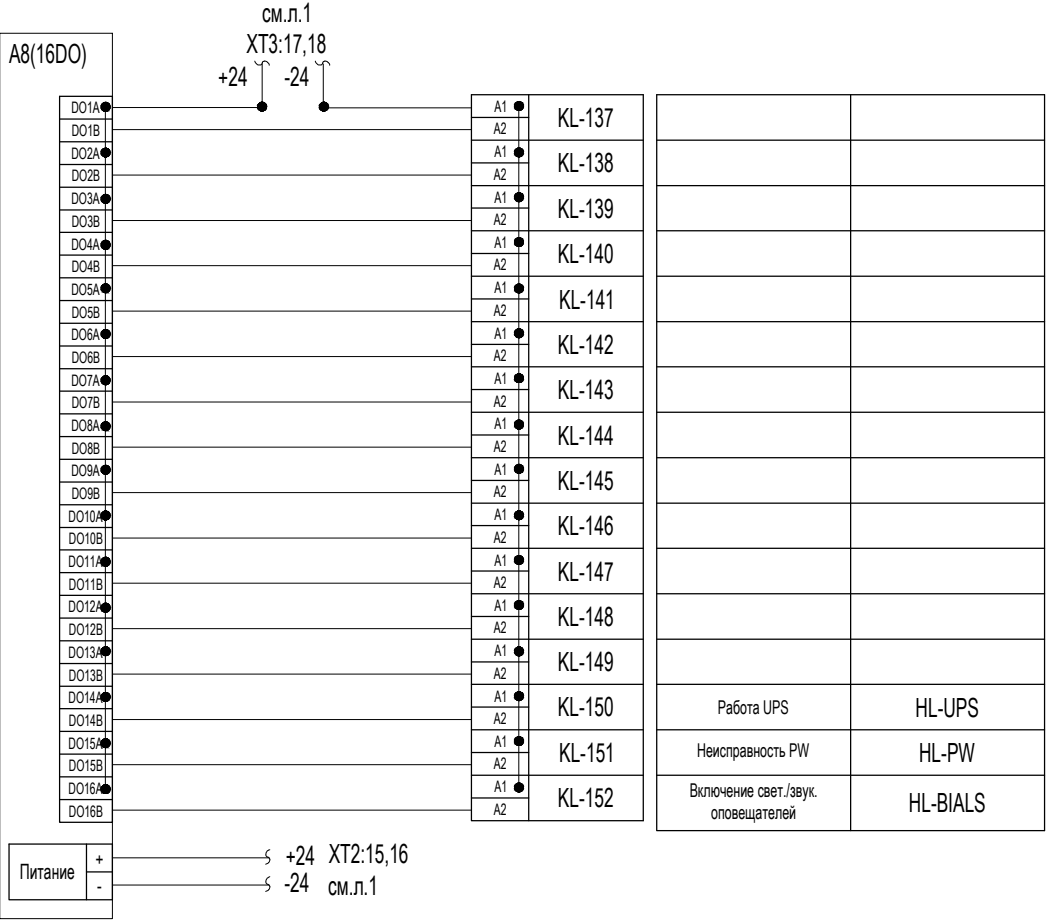 см.л.1
XT3:17,18
+24 -24
A8(16DO)
DO1A
DO1B
DO2A
DO2B
DO3A
DO3B
DO4A
DO4B
DO5A
DO5B
DO6A
DO6B
DO7A
DO7B
DO8A
DO8B
DO9A
DO9B
DO10A
DO10B
DO11A
DO11B
DO12A
DO12B
DO13A
DO13B
DO14A
DO14B
DO15A
DO15B
DO16A
DO16B
A1
A2
KL-137
A1
A2
KL-138
A1
A2
KL-139
A1
A2
KL-140
A1
A2
KL-141
A1
A2
KL-142
A1
A2
KL-143
A1
A2
KL-144
A1
A2
KL-145
A1
A2
KL-146
A1
A2
KL-147
A1
A2
KL-148
A1
A2
KL-149
A1
A2
KL-150
Работа UPS
HL-UPS
A1
A2
KL-151
Неисправность PW
HL-PW
A1
A2
KL-152
Включение свет./звук.
оповещателей
HL-BIALS
Питание
+
-
+24 XT2:15,16
-24 см.л.1